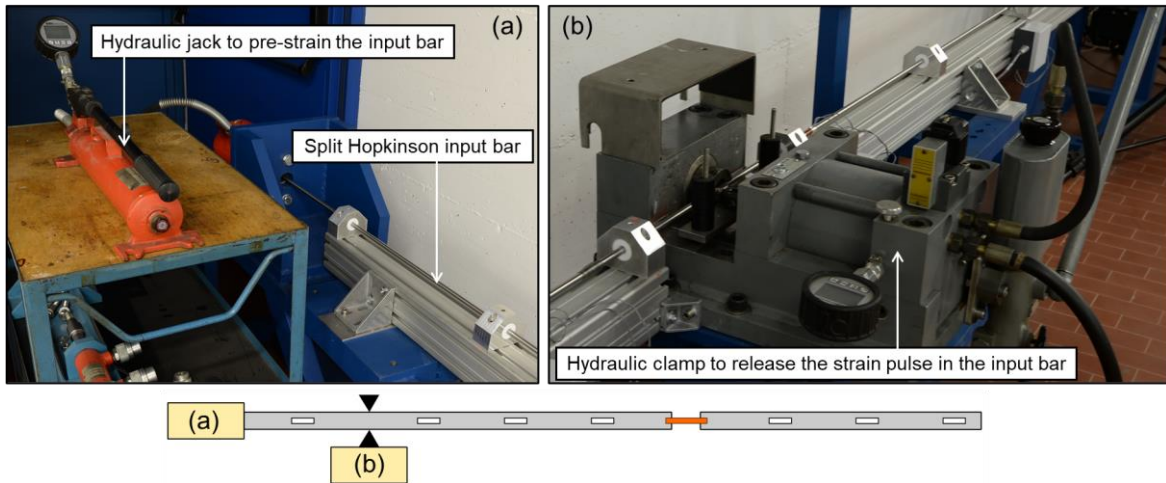 (a)
Hydraulic jack to pre-strain the input bar
Split Hopkinson input bar
(b)
Hydraulic clamp to release the strain pulse in the input bar
(a)
(b)